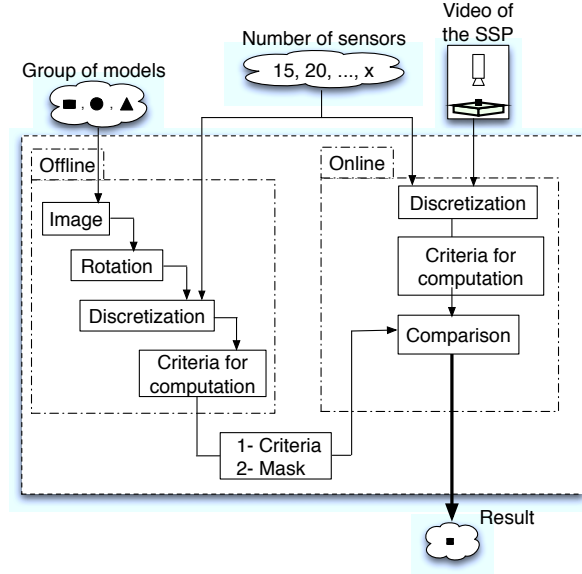 Video of
the SSP
Number of sensors
15, 20, ..., x
Group of models
Offline
Online
Image
Rotation
Discretization
Criteria for
computation
Discretization
Criteria for
computation
Comparison
1- Criteria
2- Mask
Result